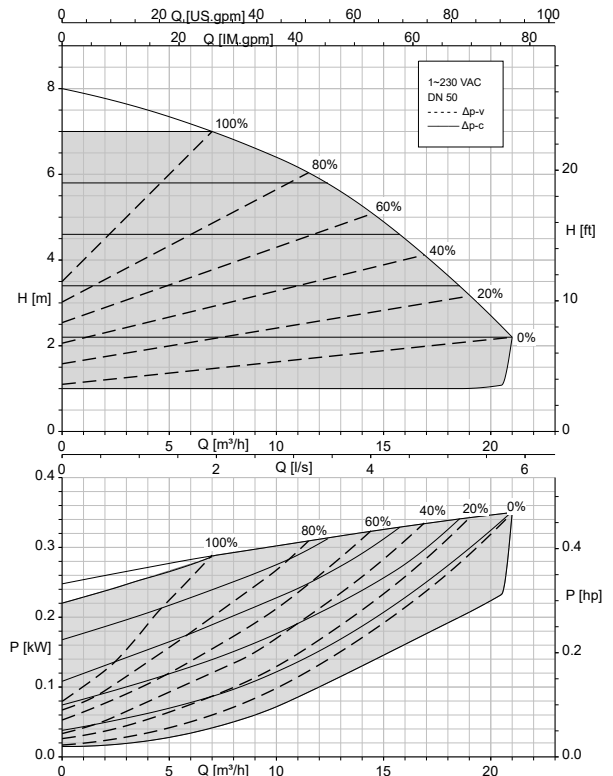 0 20 Q [US.gpm] 60 80 100
0 20 Q [IM.gpm] 40 60 80
8
1~230 VAC
DN 50
Δp-v
Δp-c
100%
80%
6
20
60%
H [ft]
4
40%
H [m]
20%
10
2
0%
0
0
0 5 Q [m³/h] 10 15 20
0 2 Q [l/s] 4 6
0.4
0%
20%
40%
60%
80%
100%
0.3
0.4
0.2
P [hp]
P [kW]
0.2
0.1
0.0
0.0
0 5 Q [m³/h] 10 15 20